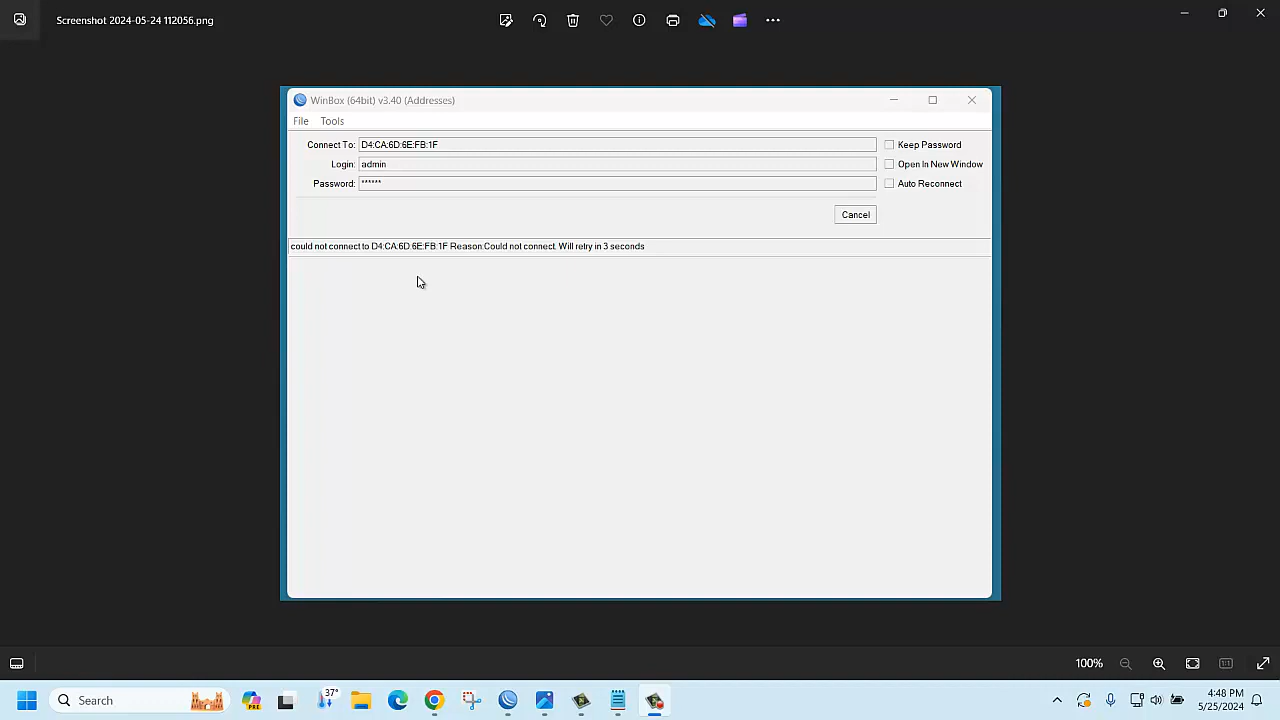 Screenshot 2024-05-24 112056.png
WinBox (64bit) v3.40 (Addresses)
File Tools
Connect To: D4:CA:6D:6E:FB:1F Keep Password
Login: admin Open In New Window
Password: ****** Auto Reconnect
Cancel
could not connect to D4:CA:6D:6E:FB:1F Reason:Could not connect. Will retry in 3 seconds
100% 1:1
Search PRE 37° 4:48 PM
5/25/2024